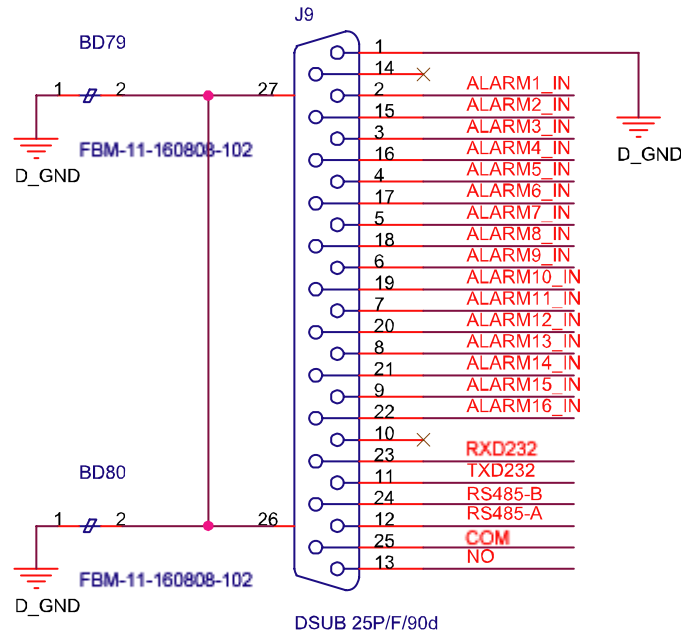 J9
BD79
1 2
27
FBM-11-160808-102
D_GND
1
14
2 ALARM1_IN
15 ALARM2_IN
3 ALARM3_IN
16 ALARM4_IN
4 ALARM5_IN
17 ALARM6_IN
5 ALARM7_IN
18 ALARM8_IN
6 ALARM9_IN
19 ALARM10_IN
7 ALARM11_IN
20 ALARM12_IN
8 ALARM13_IN
21 ALARM14_IN
9 ALARM15_IN
22 ALARM16_IN
10
23 RXD232
11 TXD232
24 RS485-B
12 RS485-A
25 COM
13 NO
D_GND
BD80
1 2
26
FBM-11-160808-102
D_GND
DSUB 25P/F/90d